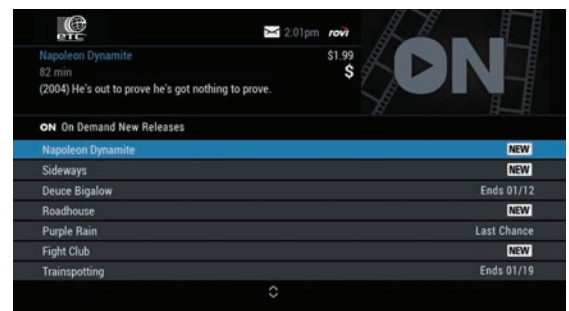 ETC
2:01pm rovi
Napoleon Dynamite $1.99
82 min $
(2004) He's out to prove he's got nothing to prove.
ON
ON On Demand New Releases
Napoleon Dynamite NEW
Sideways NEW
Deuce Bigalow Ends 01/12
Roadhouse NEW
Purple Rain Last Chance
Fight Club NEW
Trainspotting Ends 01/19